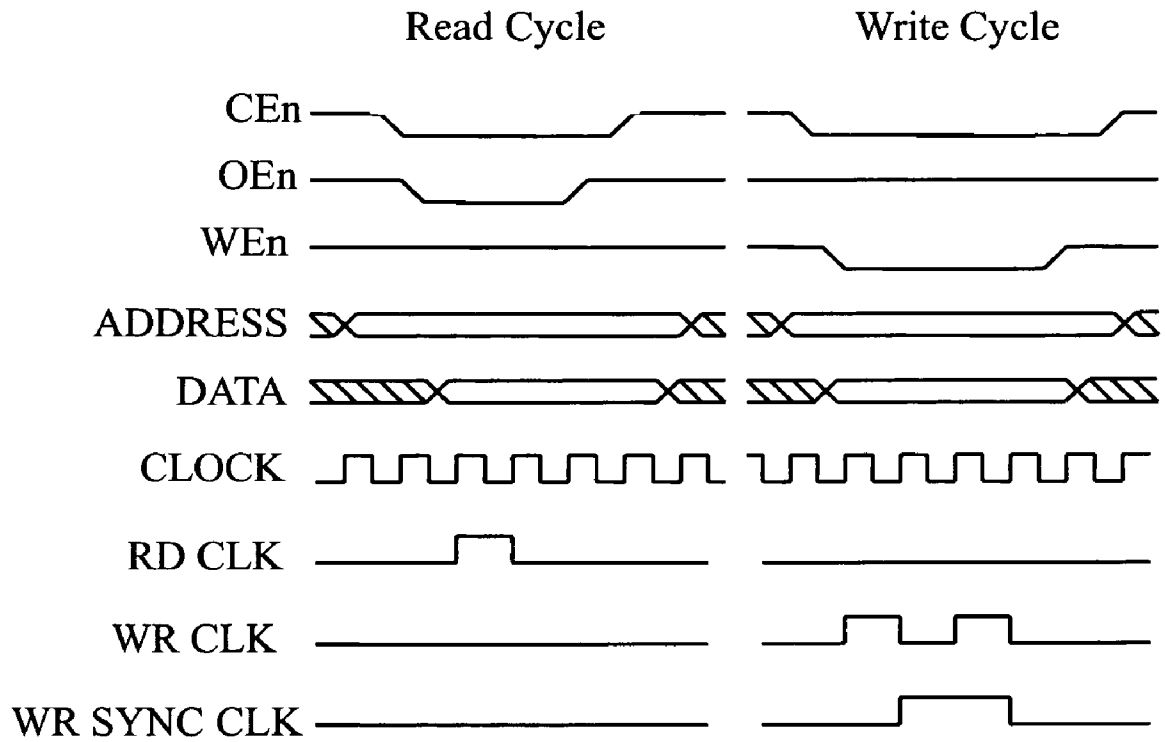 Read Cycle Write Cycle
CEn
OEn
WEn
ADDRESS
DATA
CLOCK
RD CLK
WR CLK
WR SYNC CLK